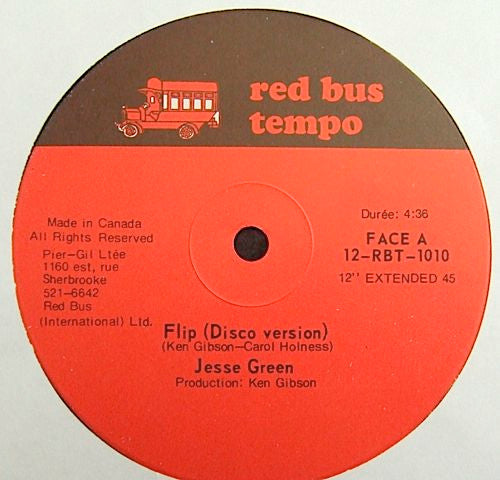 red bus
tempo
Made in Canada
All Rights Reserved
Pier-Gil Ltée
1160 est, rue
Sherbrooke
521-6642
Red Bus
(International) Ltd.
Durée: 4:36
FACE A
12-RBT-1010
12'' EXTENDED 45
Flip (Disco version)
(Ken Gibson-Carol Holness)
Jesse Green
Production: Ken Gibson